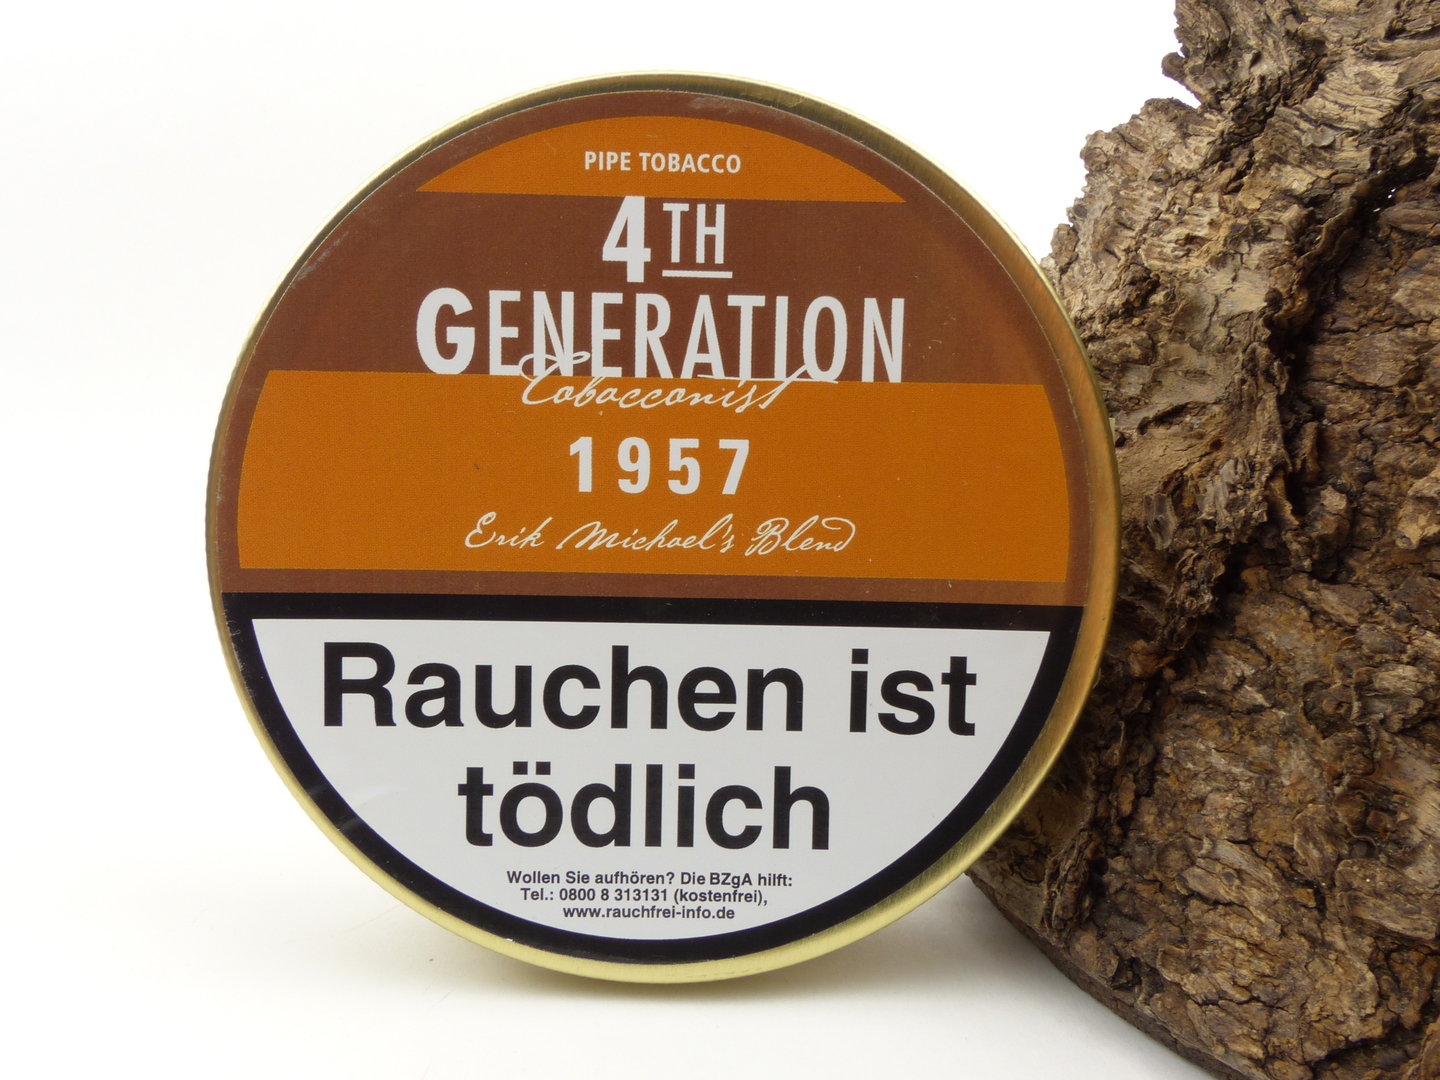 PIPE TOBACCO
4TH
GENERATION
Tobacconist
1957
Erik Michael's Blend
Rauchen ist
tödlich
Wollen Sie aufhören? Die BZgA hilft:
Tel.: 0800 8 313131 (kostenfrei),
www.rauchfrei-info.de